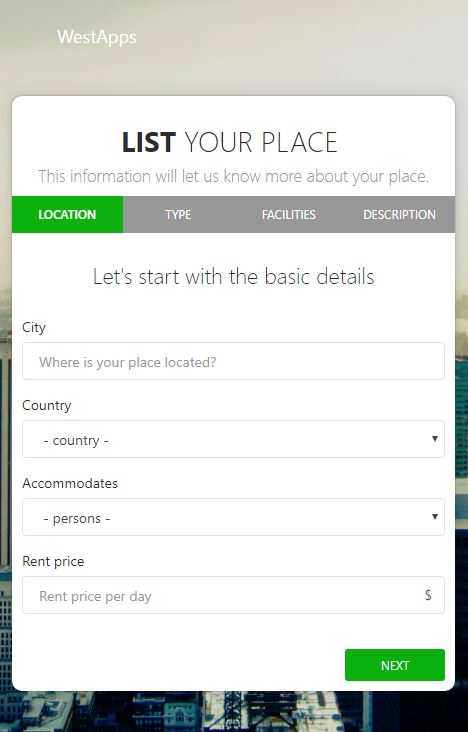 WestApps
LIST YOUR PLACE
This information will let us know more about your place.
LOCATION TYPE FACILITIES DESCRIPTION
Let's start with the basic details
City
Where is your place located?
Country
- country -
Accommodates
- persons -
Rent price
Rent price per day $
NEXT